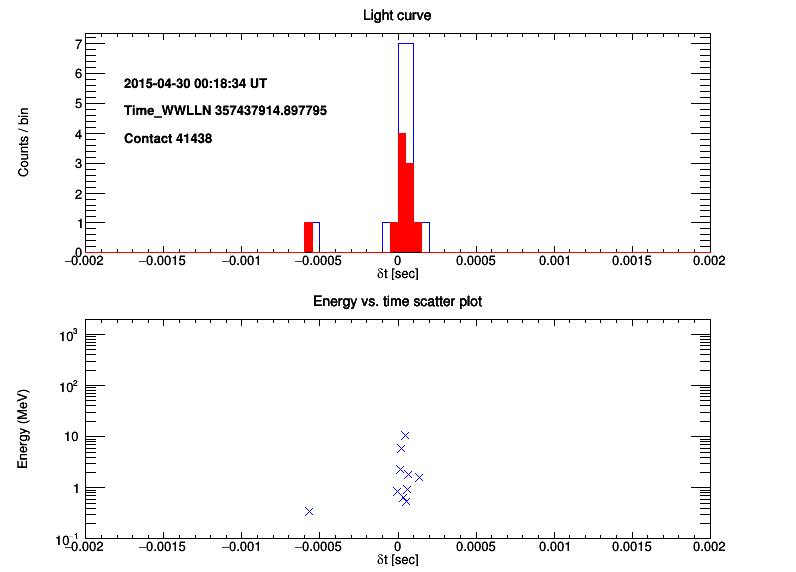 Light curve
Counts / bin
7
6
5
4
3
2
1
0
2015-04-30 00:18:34 UT
Time_WWLLN 357437914.897795
Contact 41438
−0.002 −0.0015 −0.001 −0.0005 0 0.0005 0.001 0.0015 0.002
δt [sec]
Energy vs. time scatter plot
Energy (MeV)
10³
10²
10
1
10⁻¹
−0.002 −0.0015 −0.001 −0.0005 0 0.0005 0.001 0.0015 0.002
δt [sec]